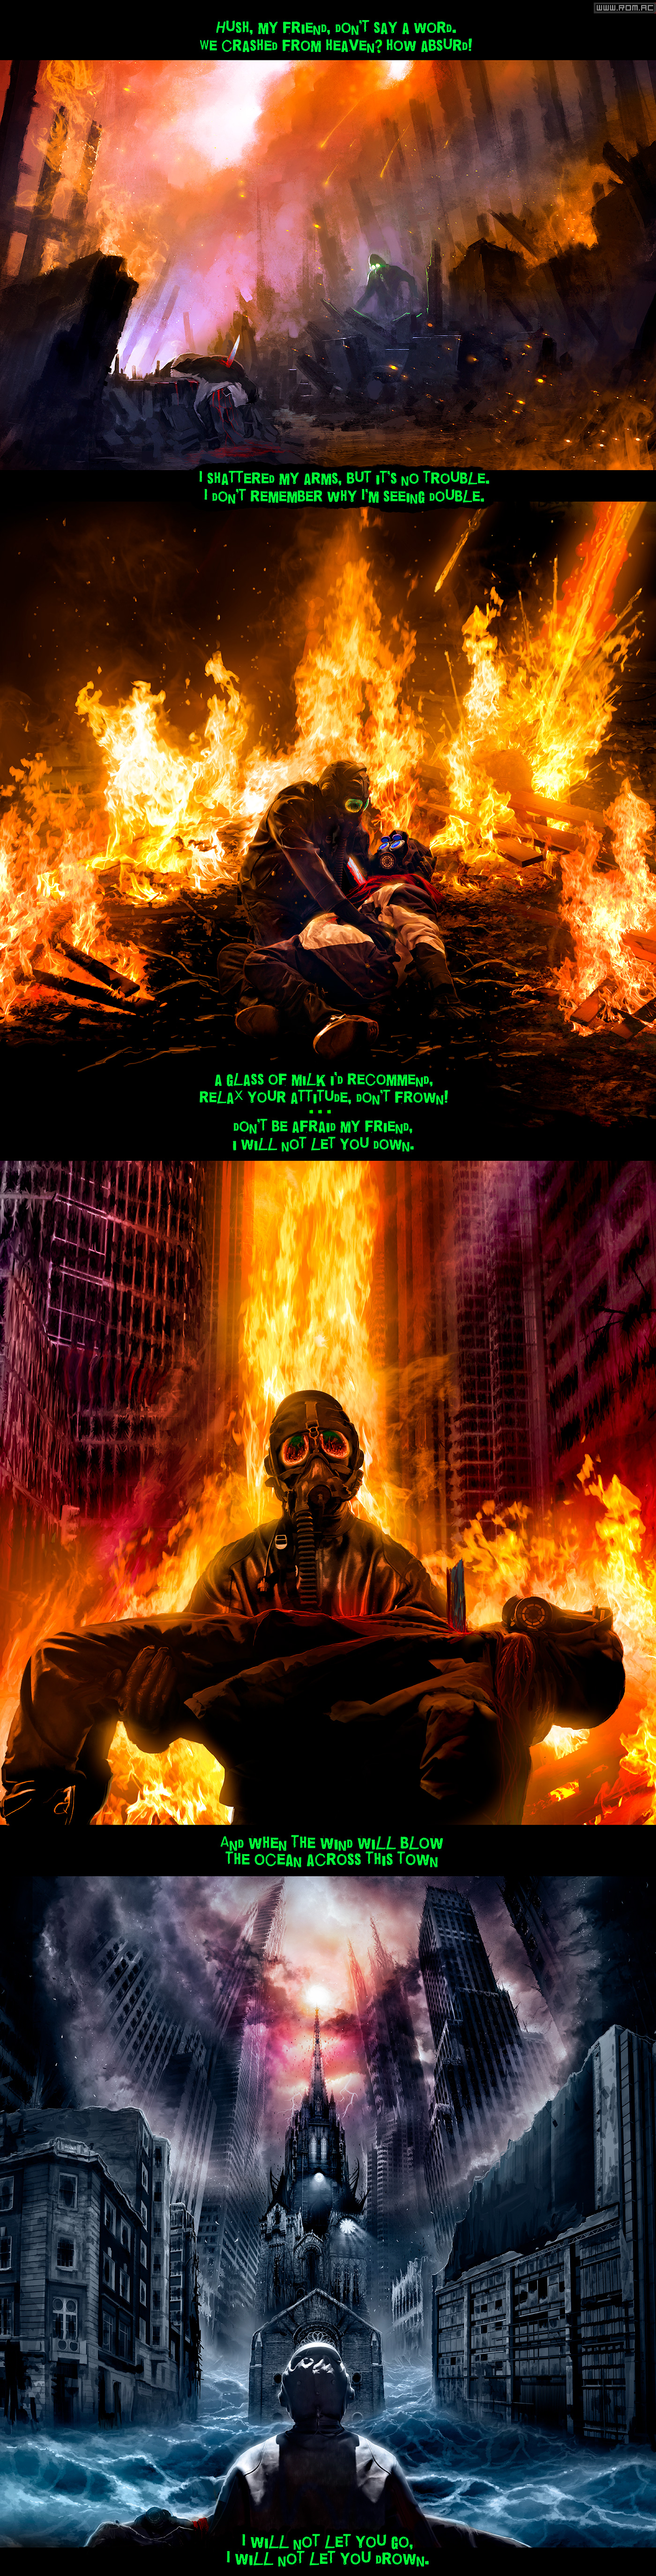 WWW.ROM.AC
Hush, my friend, don't say a word.
We crashed from heaven? How absurd!
I shattered my arms, but it's no trouble.
I don't remember why I'm seeing double.
A glass of milk I'd recommend,
Relax your attitude, don't frown!
...
Don't be afraid my friend,
I will not let you down.
And when the wind will blow
The ocean across this town
I will not let you go,
I will not let you drown.